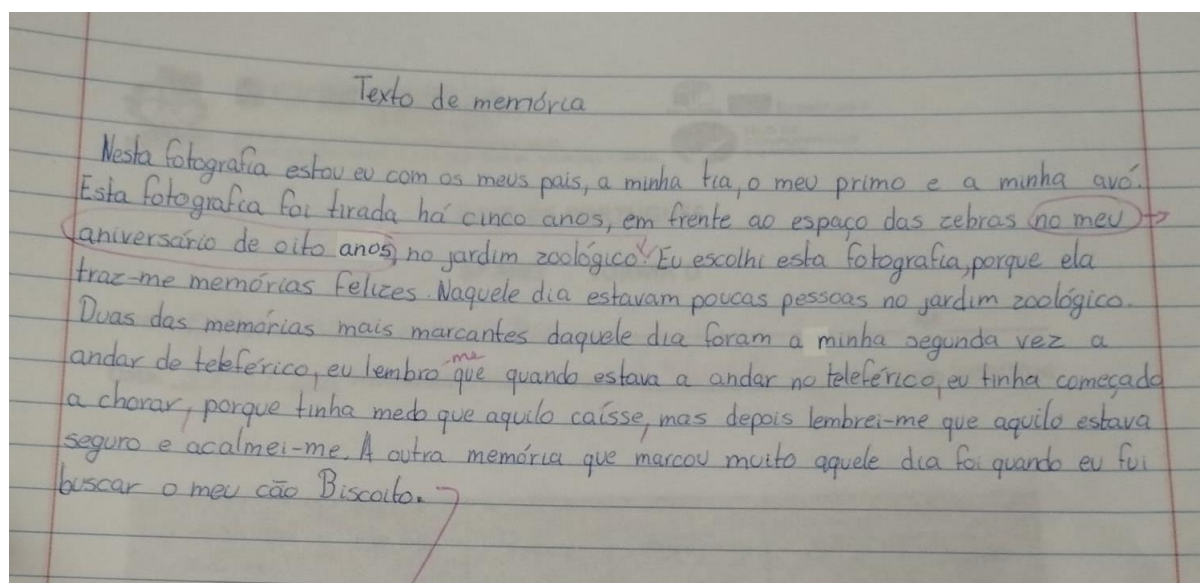 Texto de memória
Nesta fotografia estou eu com os meus pais, a minha tia, o meu primo e a minha avó.
Esta fotografia foi tirada há cinco anos, em frente ao espaço das zebras no meu
aniversário de oito anos, no jardim zoológico. Eu escolhi esta fotografia, porque ela
traz-me memórias felizes. Naquele dia estavam poucas pessoas no jardim zoológico.
Duas das memórias mais marcantes daquele dia foram a minha segunda vez a
me
andar de teleférico, eu lembro que quando estava a andar no teleférico, eu tinha começado
a chorar, porque tinha medo que aquilo caísse, mas depois lembrei-me que aquilo estava
seguro e acalmei-me. A outra memória que marcou muito aquele dia foi quando eu fui
buscar o meu cão Biscoito.